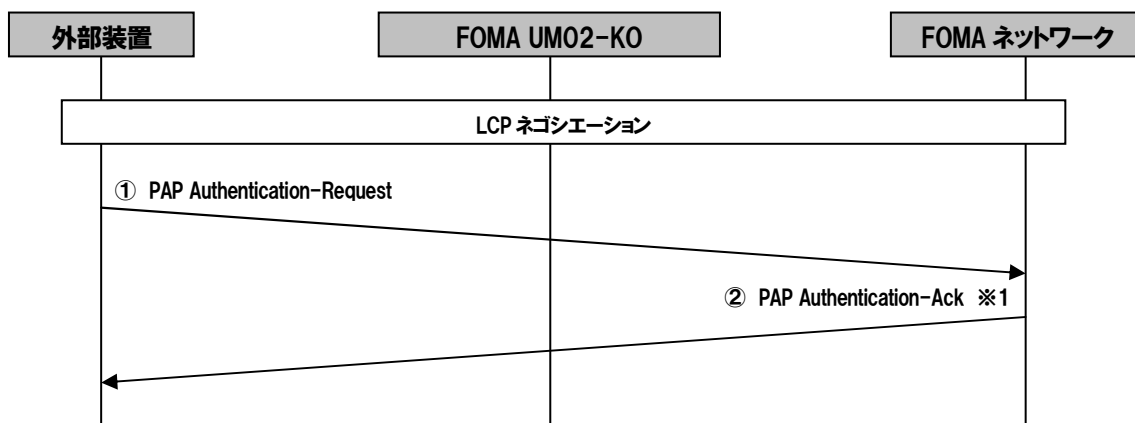 外部装置
FOMA UM02-KO
FOMA ネットワーク
LCP ネゴシエーション
① PAP Authentication-Request
② PAP Authentication-Ack ※1